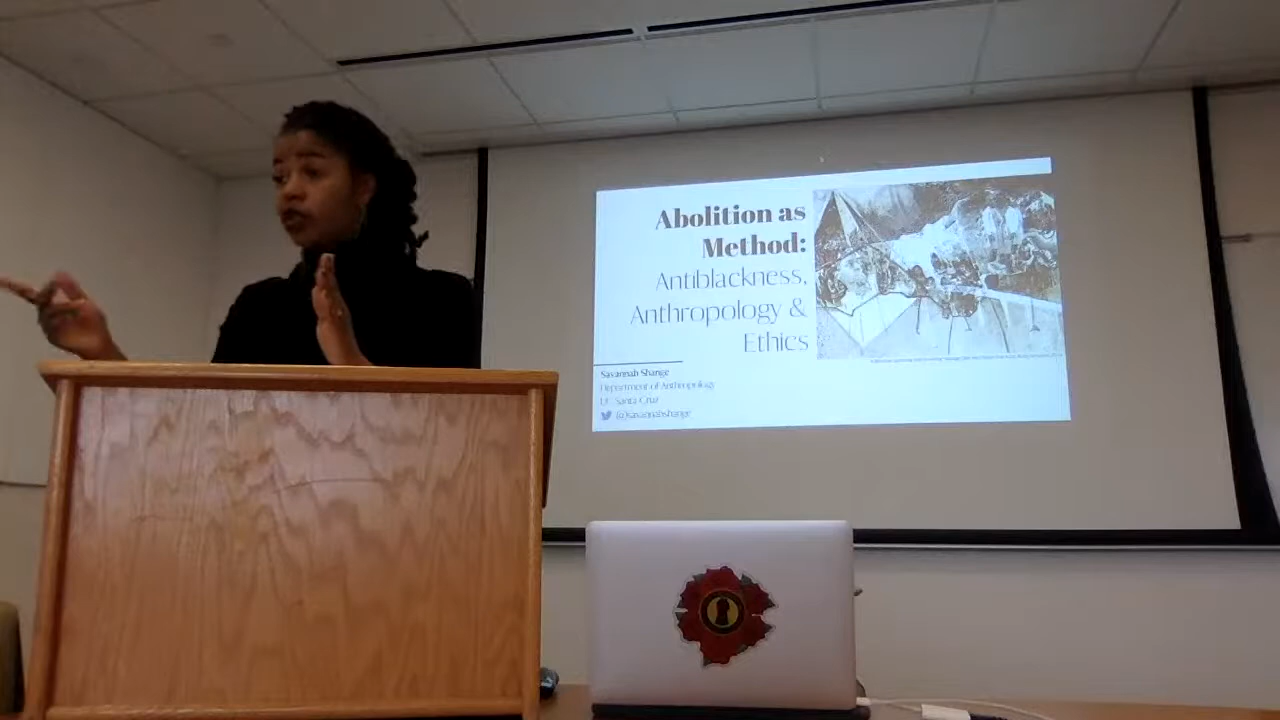 Abolition as
Method:
Antiblackness,
Anthropology &
Ethics
Savannah Shange
Department of Anthropology
UC Santa Cruz
@savannahshange